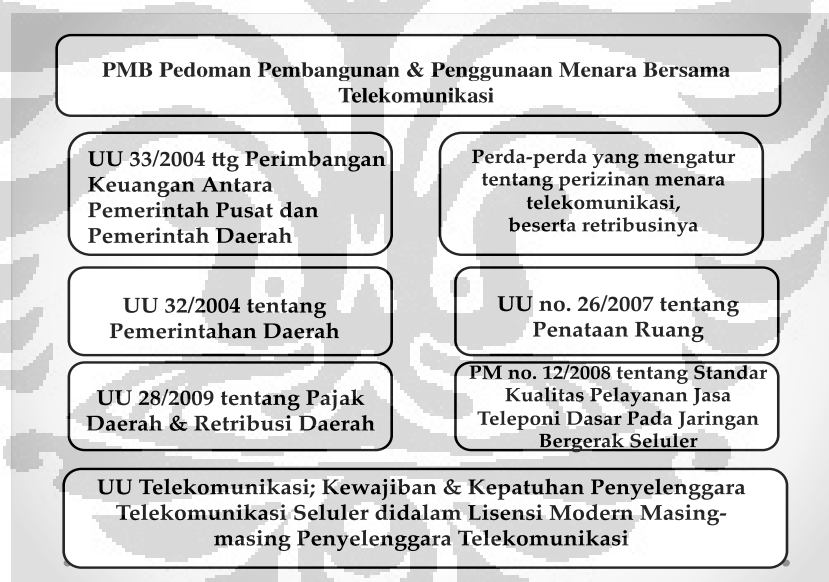 PMB Pedoman Pembangunan & Penggunaan Menara Bersama
Telekomunikasi
UU 33/2004 ttg Perimbangan
Keuangan Antara
Pemerintah Pusat dan
Pemerintah Daerah
Perda-perda yang mengatur
tentang perizinan menara
telekomunikasi,
beserta retribusinya
UU 32/2004 tentang
Pemerintahan Daerah
UU no. 26/2007 tentang
Penataan Ruang
UU 28/2009 tentang Pajak
Daerah & Retribusi Daerah
PM no. 12/2008 tentang Standar
Kualitas Pelayanan Jasa
Teleponi Dasar Pada Jaringan
Bergerak Seluler
UU Telekomunikasi; Kewajiban & Kepatuhan Penyelenggara
Telekomunikasi Seluler didalam Lisensi Modern Masing-
masing Penyelenggara Telekomunikasi